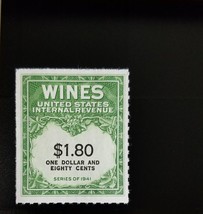 WINES
UNITED STATES
INTERNAL REVENUE
$1.80
ONE DOLLAR AND
EIGHTY CENTS
SERIES OF 1941